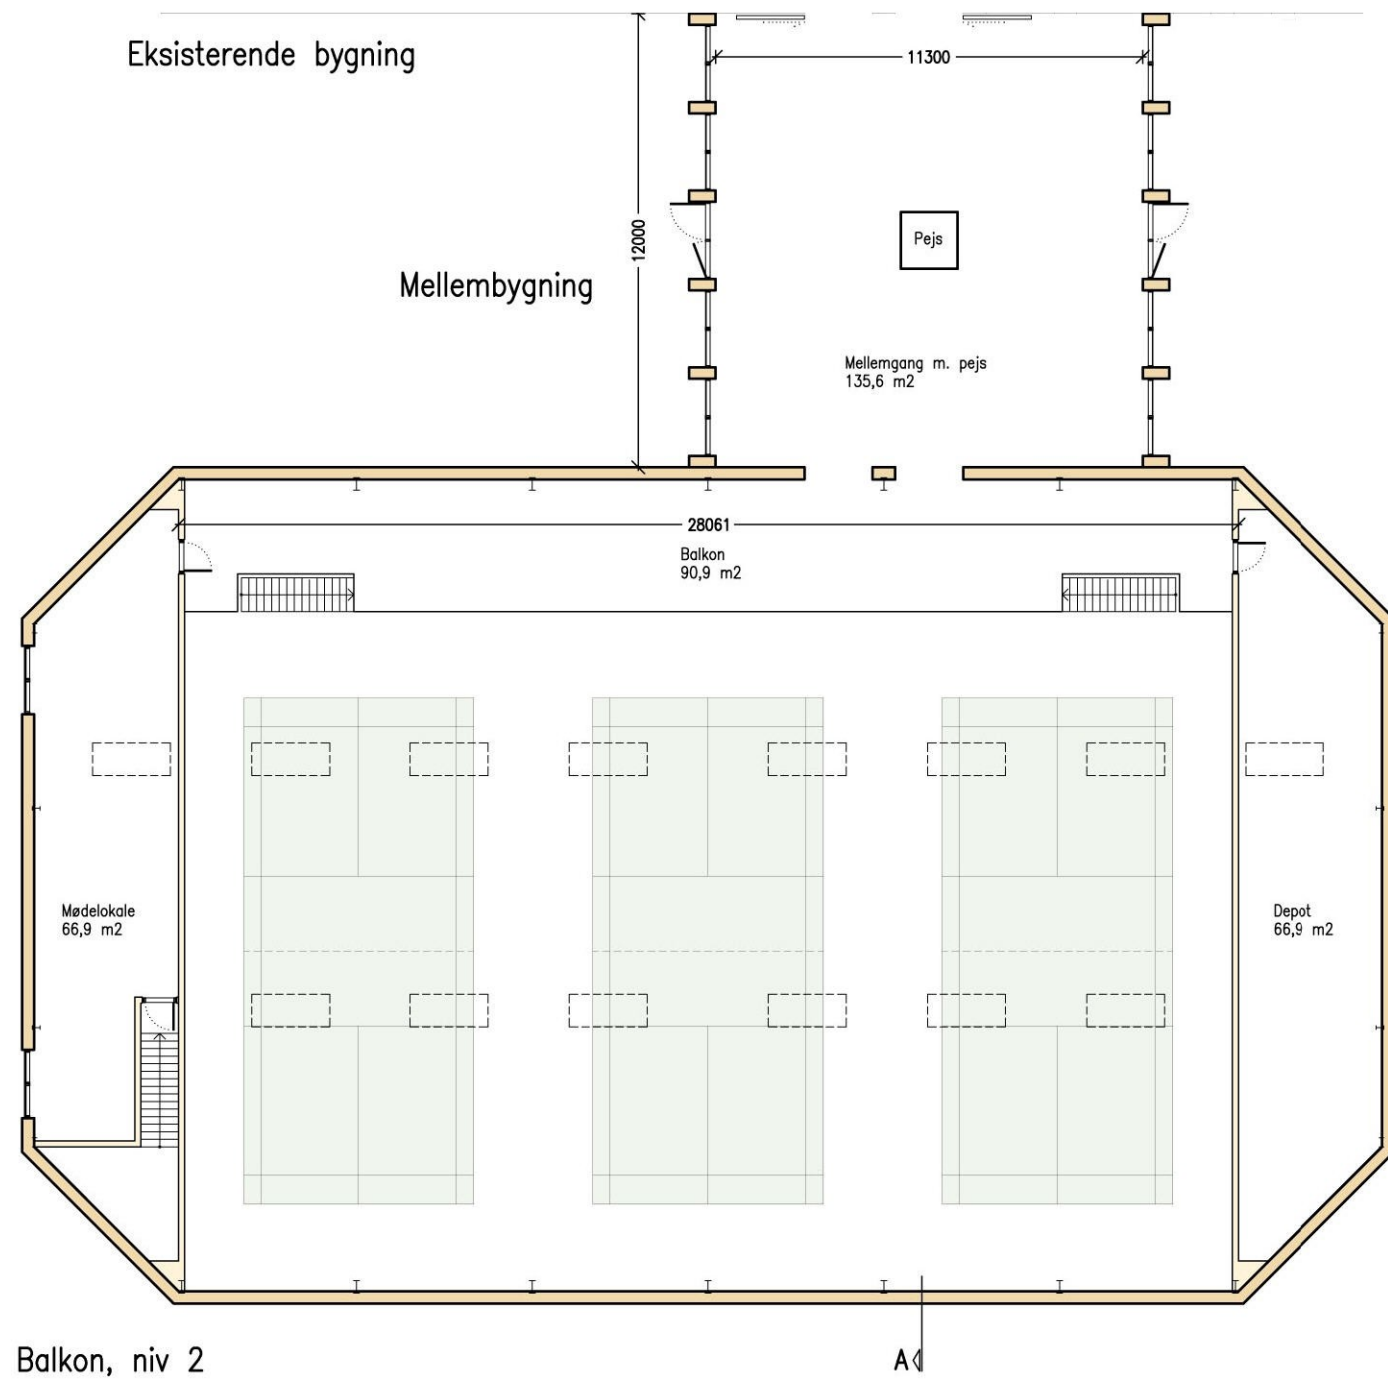 Eksisterende bygning
11300
12000
Pejs
Mellembygning
Mellemgang m. pejs
135,6 m2
28061
Balkon
90,9 m2
Mødelokale
66,9 m2
Depot
66,9 m2
Balkon, niv 2
A